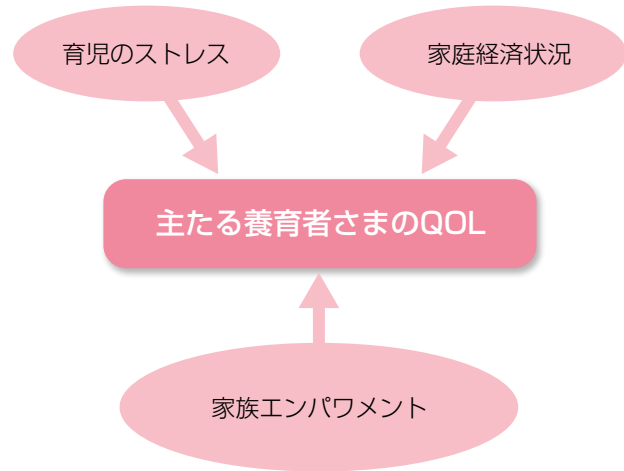 育児のストレス
家庭経済状況
主たる養育者さまのQOL
家族エンパワメント